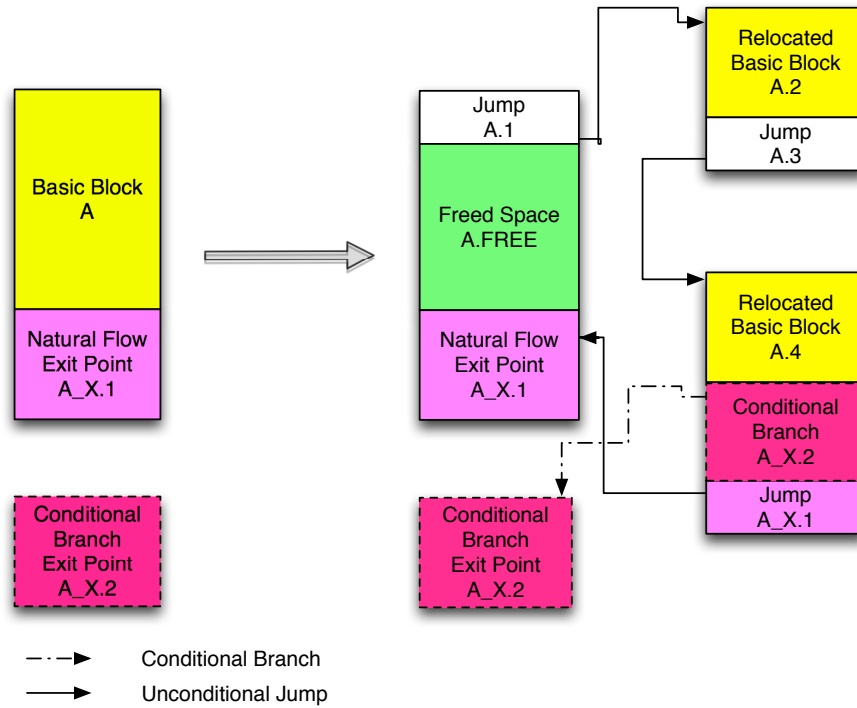 Basic Block
A
Natural Flow
Exit Point
A_X.1
Conditional
Branch
Exit Point
A_X.2
Jump
A.1
Freed Space
A.FREE
Natural Flow
Exit Point
A_X.1
Conditional
Branch
Exit Point
A_X.2
Relocated
Basic Block
A.2
Jump
A.3
Relocated
Basic Block
A.4
Conditional
Branch
A_X.2
Jump
A_X.1
Conditional Branch
Unconditional Jump